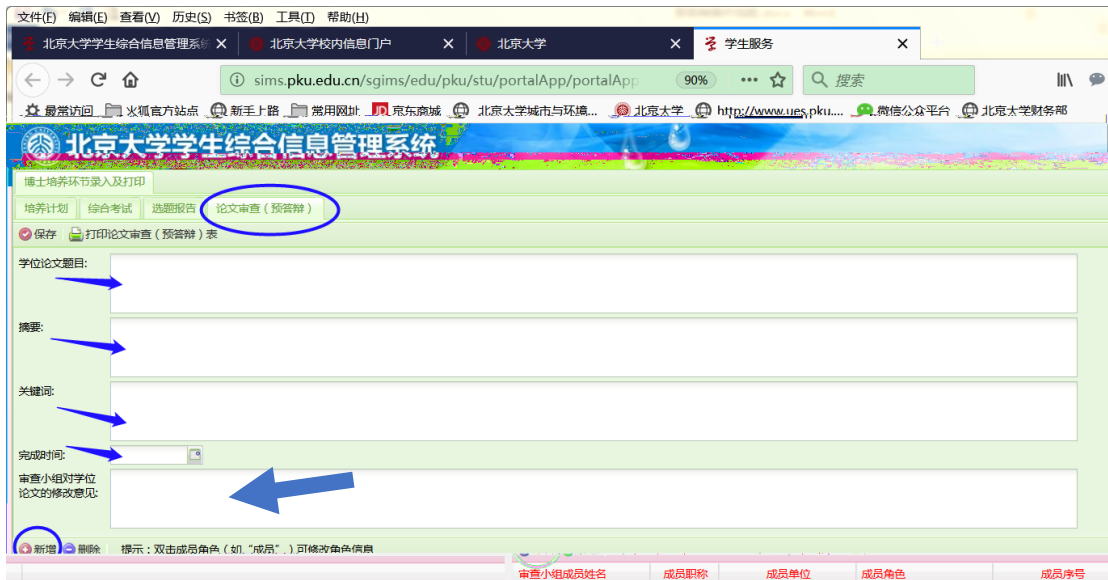 文件(F) 编辑(E) 查看(V) 历史(S) 书签(B) 工具(T) 帮助(H)
北京大学学生综合信息管理系统 北京大学校内信息门户 北京大学 学生服务
sims.pku.edu.cn/sgims/edu/pku/stu/portalApp/portalApp 90% 搜索
最常访问 火狐官方站点 新手上路 常用网址 JD 京东商城 北京大学城市与环境... 北京大学 http://www.ues.pku.... 微信公众平台 北京大学财务部
北京大学学生综合信息管理系统
博士培养环节录入及打印
培养计划 综合考试 选题报告 论文审查(预答辩)
保存 打印论文审查(预答辩)表
学位论文题目:
摘要:
关键词:
完成时间:
审查小组对学位
论文的修改意见:
新增 删除 提示:双击成员角色(如,“成员”,)可修改角色信息
审查小组成员姓名 成员职称 成员单位 成员角色 成员序号